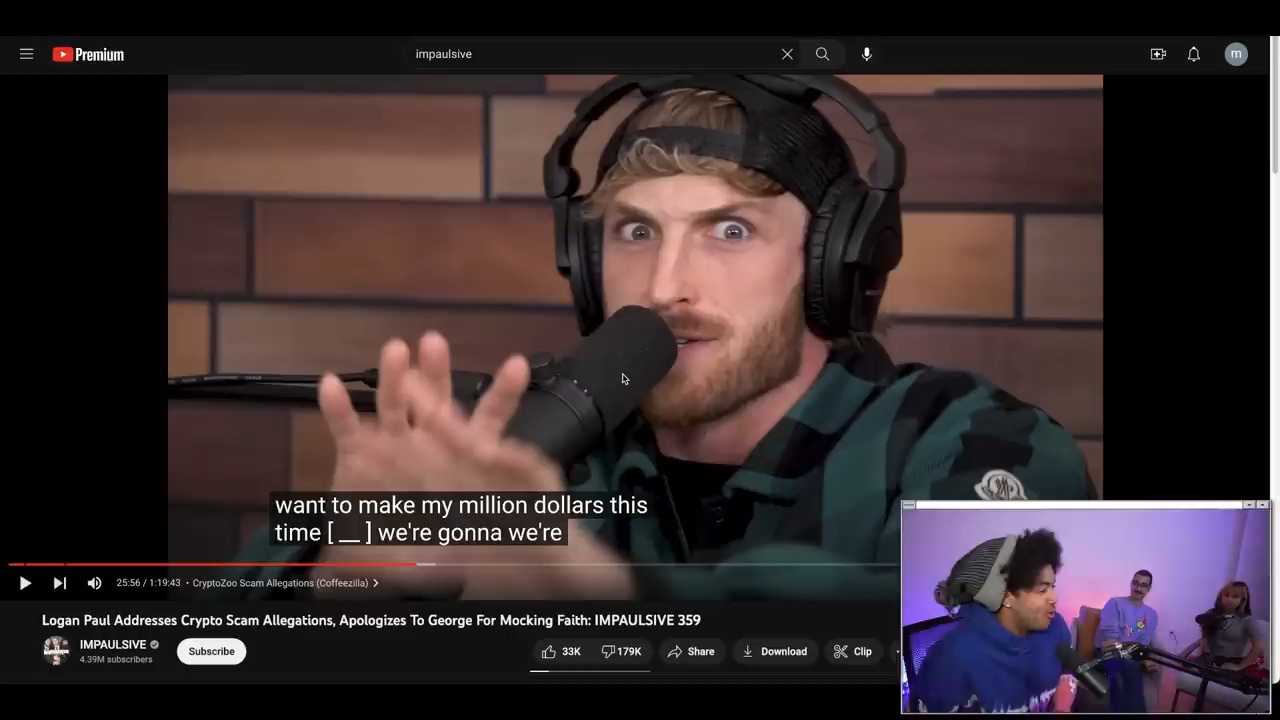 Premium
impaulsive
m
want to make my million dollars this
time [ __ ] we're gonna we're
25:56 / 1:19:43 • CryptoZoo Scam Allegations (Coffeezilla) >
Logan Paul Addresses Crypto Scam Allegations, Apologizes To George For Mocking Faith: IMPAULSIVE 359
IMPAULSIVE
4.39M subscribers
Subscribe
33K
179K
Share
Download
Clip